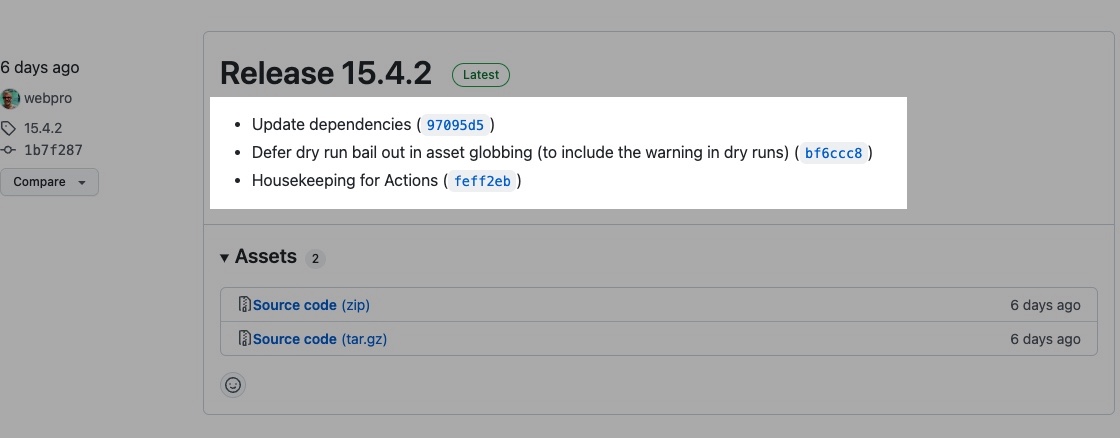 6 days ago
webpro
15.4.2
1b7f287
Compare
Release 15.4.2 Latest
Update dependencies ( 97095d5 )
Defer dry run bail out in asset globbing (to include the warning in dry runs) ( bf6ccc8 )
Housekeeping for Actions ( feff2eb )
Assets 2
Source code (zip) 6 days ago
Source code (tar.gz) 6 days ago